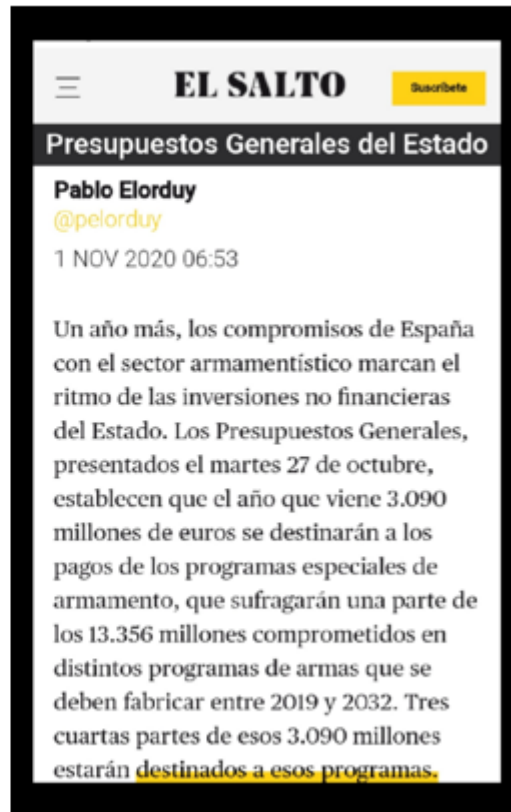 EL SALTO
Suscríbete
Presupuestos Generales del Estado
Pablo Elorduy
@pelorduy
1 NOV 2020 06:53
Un año más, los compromisos de España
con el sector armamentístico marcan el
ritmo de las inversiones no financieras
del Estado. Los Presupuestos Generales,
presentados el martes 27 de octubre,
establecen que el año que viene 3.090
millones de euros se destinarán a los
pagos de los programas especiales de
armamento, que sufragarán una parte de
los 13.356 millones comprometidos en
distintos programas de armas que se
deben fabricar entre 2019 y 2032. Tres
cuartas partes de esos 3.090 millones
estarán destinados a esos programas.